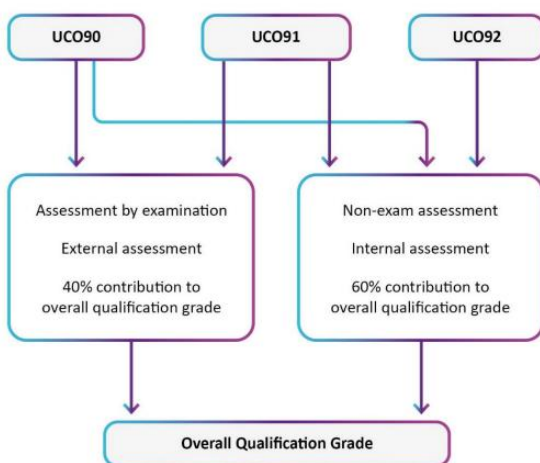 UCO90
UCO91
UCO92
Assessment by examination
External assessment
40% contribution to
overall qualification grade
Non-exam assessment
Internal assessment
60% contribution to
overall qualification grade
Overall Qualification Grade